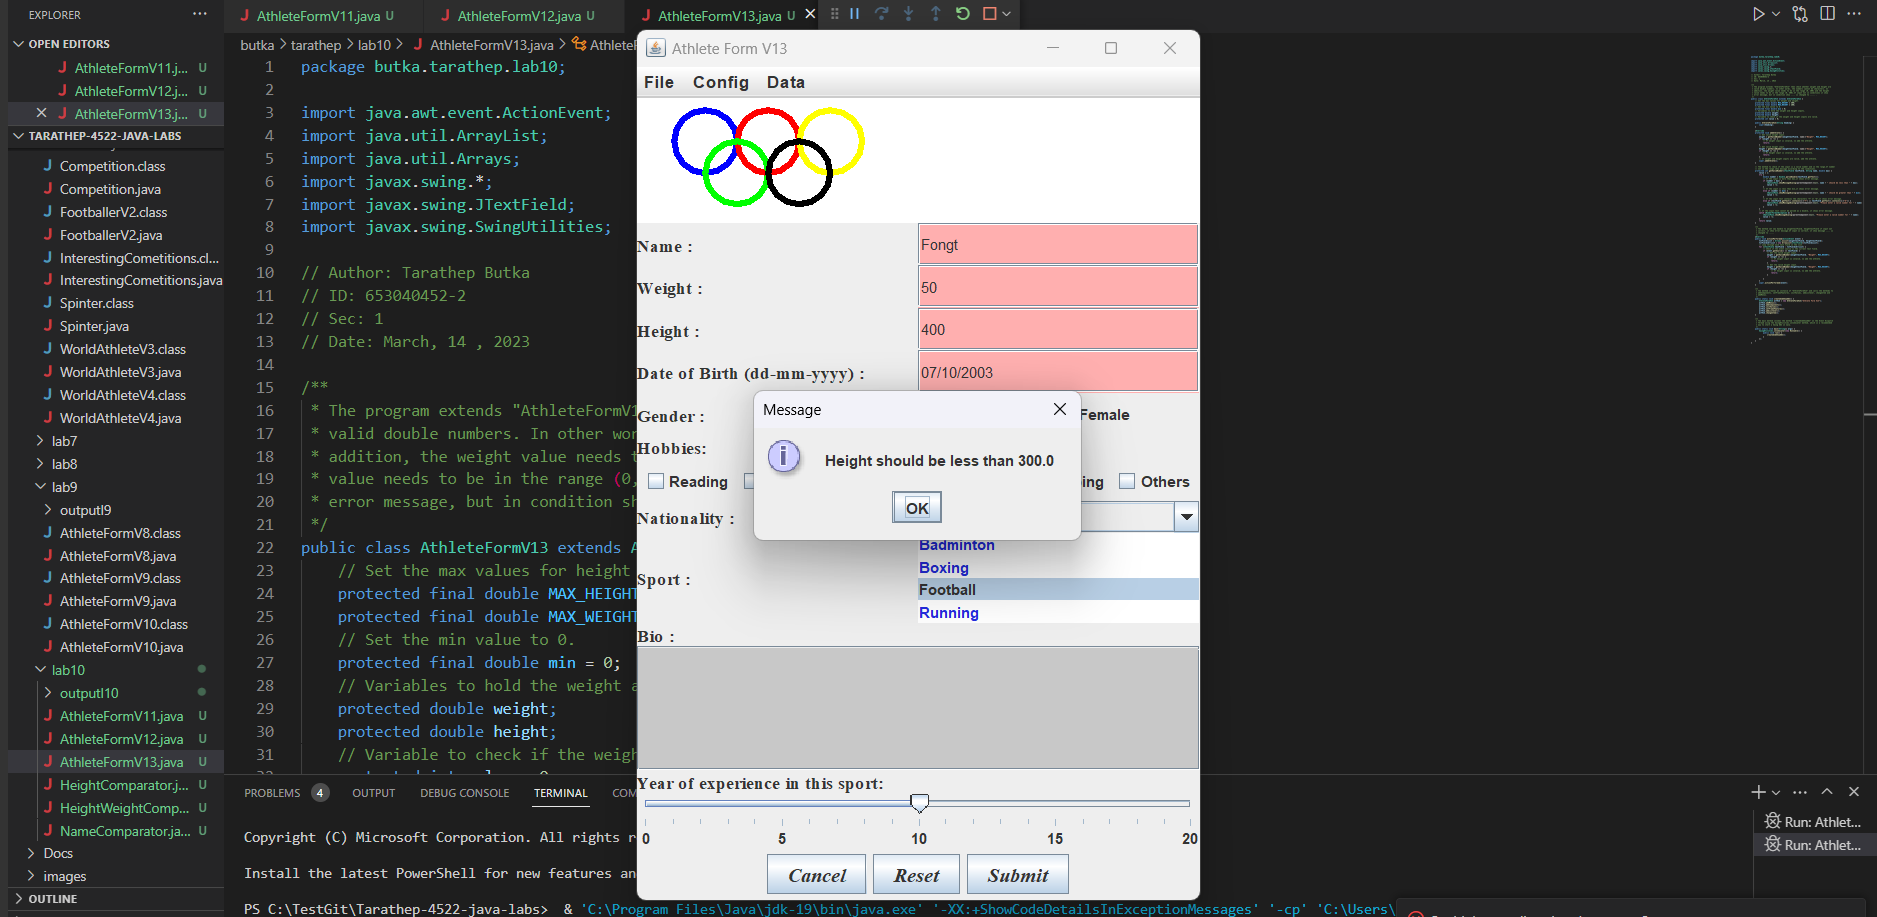 EXPLORER
OPEN EDITORS
AthleteFormV11.j... U
AthleteFormV12.j... U
AthleteFormV13.j... U
TARATHEP-4522-JAVA-LABS
Competition.class
Competition.java
FootballerV2.class
FootballerV2.java
InterestingCometitions.cl...
InterestingCometitions.java
Spinter.class
Spinter.java
WorldAthleteV3.class
WorldAthleteV3.java
WorldAthleteV4.class
WorldAthleteV4.java
lab7
lab8
lab9
outputl9
AthleteFormV8.class
AthleteFormV8.java
AthleteFormV9.class
AthleteFormV9.java
AthleteFormV10.class
AthleteFormV10.java
lab10
outputl10
AthleteFormV11.java U
AthleteFormV12.java U
AthleteFormV13.java U
HeightComparator.j... U
HeightWeightComp... U
NameComparator.ja... U
Docs
images
OUTLINE
AthleteFormV11.java U
AthleteFormV12.java U
AthleteFormV13.java U
butka > tarathep > lab10 > AthleteFormV13.java > AthleteF
1 package butka.tarathep.lab10;
2
3 import java.awt.event.ActionEvent;
4 import java.util.ArrayList;
5 import java.util.Arrays;
6 import javax.swing.*;
7 import javax.swing.JTextField;
8 import javax.swing.SwingUtilities;
9
10 // Author: Tarathep Butka
11 // ID: 653040452-2
12 // Sec: 1
13 // Date: March, 14 , 2023
14
15 /**
16 * The program extends "AthleteFormV1
17 * valid double numbers. In other wor
18 * addition, the weight value needs t
19 * value needs to be in the range (0,
20 * error message, but in condition sh
21 */
22 public class AthleteFormV13 extends A
23 // Set the max values for height
24 protected final double MAX_HEIGHT
25 protected final double MAX_WEIGHT
26 // Set the min value to 0.
27 protected final double min = 0;
28 // Variables to hold the weight a
29 protected double weight;
30 protected double height;
31 // Variable to check if the weigh
PROBLEMS 4 OUTPUT DEBUG CONSOLE TERMINAL COM
Copyright (C) Microsoft Corporation. All rights r
Install the latest PowerShell for new features an
PS C:\TestGit\Tarathep-4522-java-labs> & 'C:\Program Files\Java\jdk-19\bin\java.exe' '-XX:+ShowCodeDetailsInExceptionMessages' '-cp' 'C:\Users\
Run: Athlet...
Run: Athlet...
Athlete Form V13
File Config Data
Name : Fongt
Weight : 50
Height : 400
Date of Birth (dd-mm-yyyy) : 07/10/2003
Gender : Female
Hobbies:
Reading ing Others
Nationality :
Sport :
Badminton
Boxing
Football
Running
Bio :
Year of experience in this sport:
0 5 10 15 20
Cancel Reset Submit
Message
Height should be less than 300.0
OK